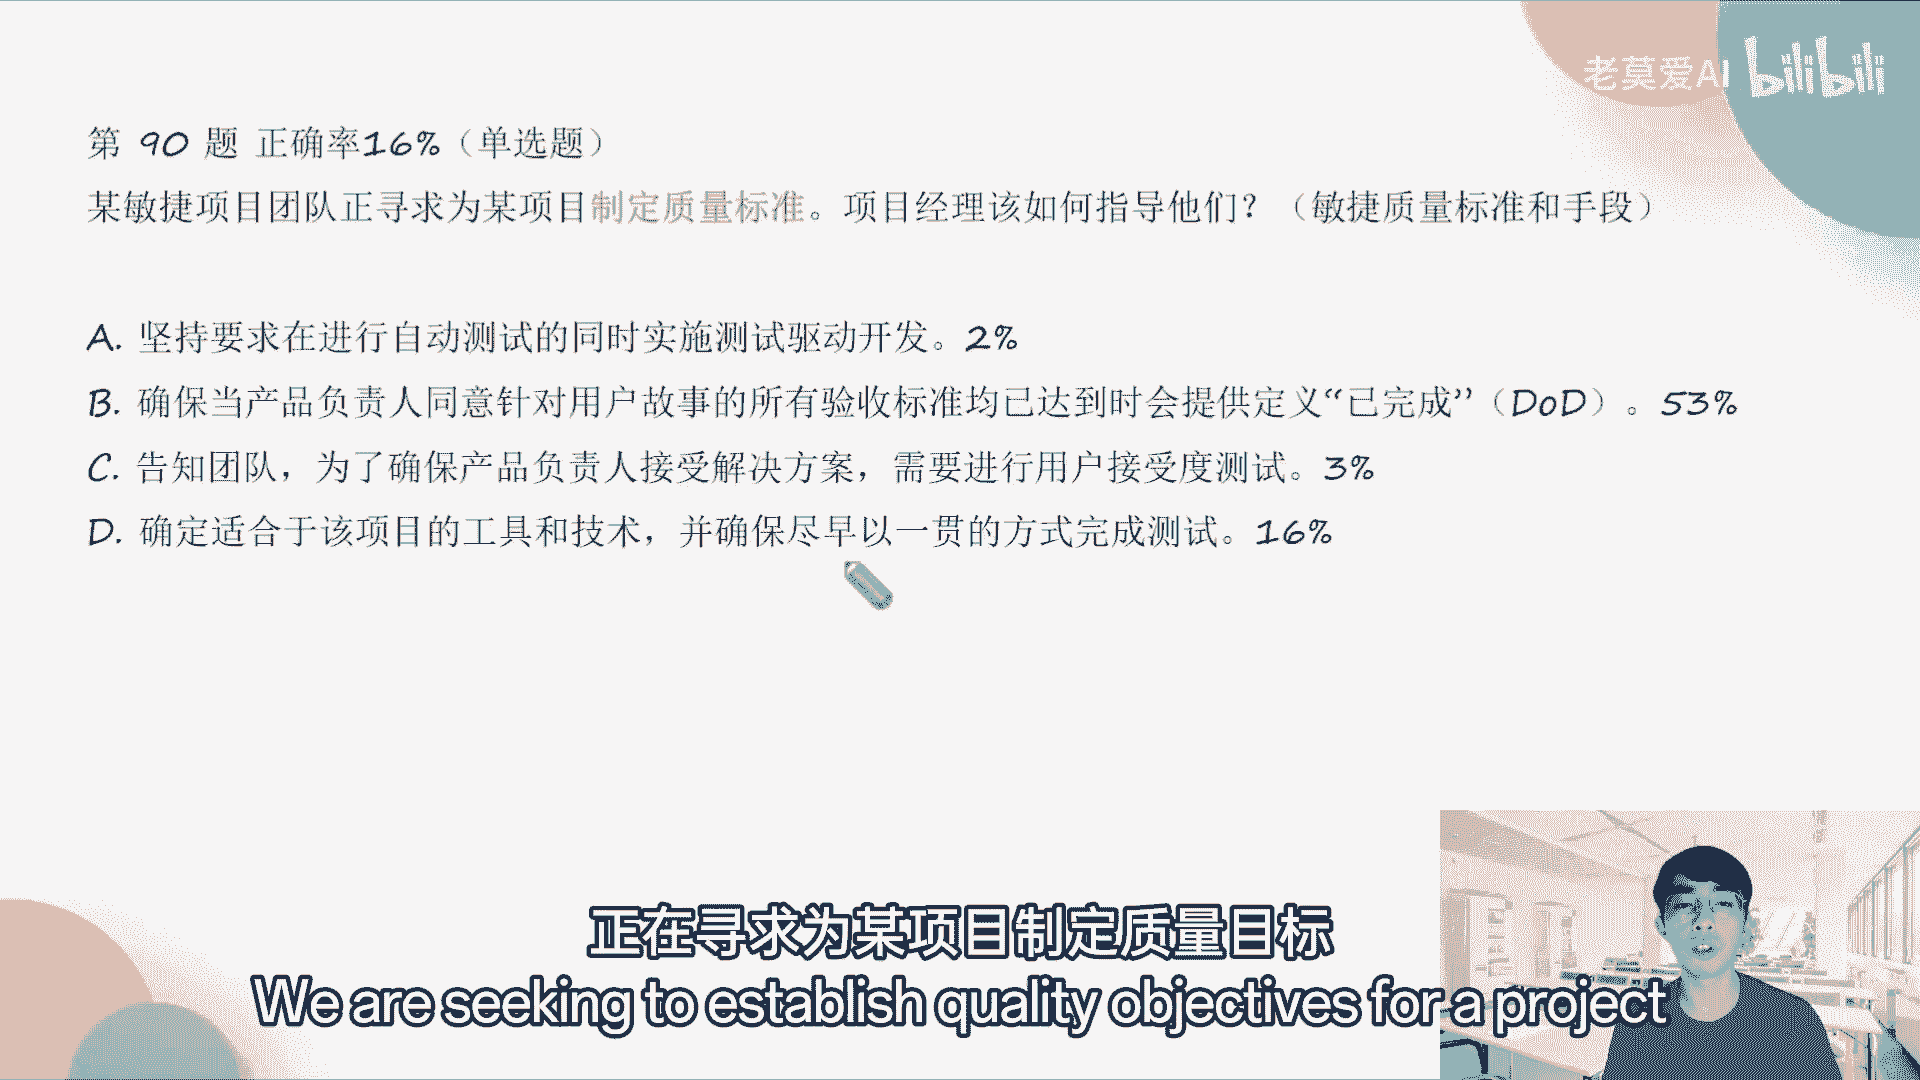 老莫爱AI bilibili
第 90 题 正确率16%（单选题）
某敏捷项目团队正寻求为某项目制定质量标准。项目经理该如何指导他们？（敏捷质量标准和手段）
A. 坚持要求在进行自动测试的同时实施测试驱动开发。2%
B. 确保当产品负责人同意针对用户故事的所有验收标准均已达到时会提供定义“已完成”（DoD）。53%
C. 告知团队，为了确保产品负责人接受解决方案，需要进行用户接受度测试。3%
D. 确定适合于该项目的工具和技术，并确保尽早以一贯的方式完成测试。16%
正在寻求为某项目制定质量目标
We are seeking to establish quality objectives for a project